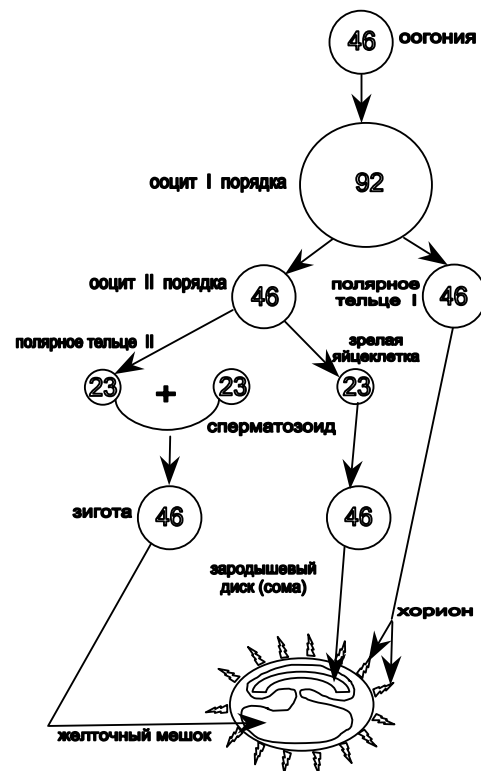 46 оогония
ооцит I порядка 92
ооцит II порядка 46
полярное
тельце I 46
полярное тельце II
зрелая
яйцеклетка
23 + 23 23
сперматозоид
зигота 46 46
зародышевый
диск (сома)
хорион
желточный мешок